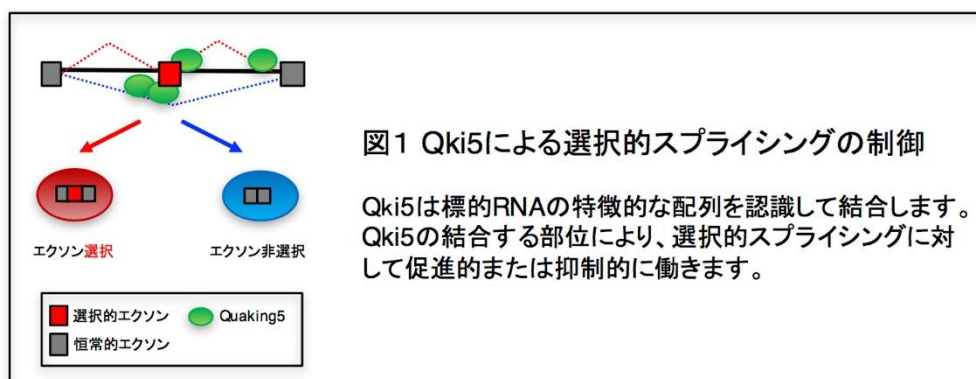 図1 Qki5による選択的スプライシングの制御
Qki5は標的RNAの特徴的な配列を認識して結合します。
Qki5の結合する部位により、選択的スプライシングに対
して促進的または抑制的に働きます。
エクソン選択
エクソン非選択
選択的エクソン
Quaking5
恒常的エクソン